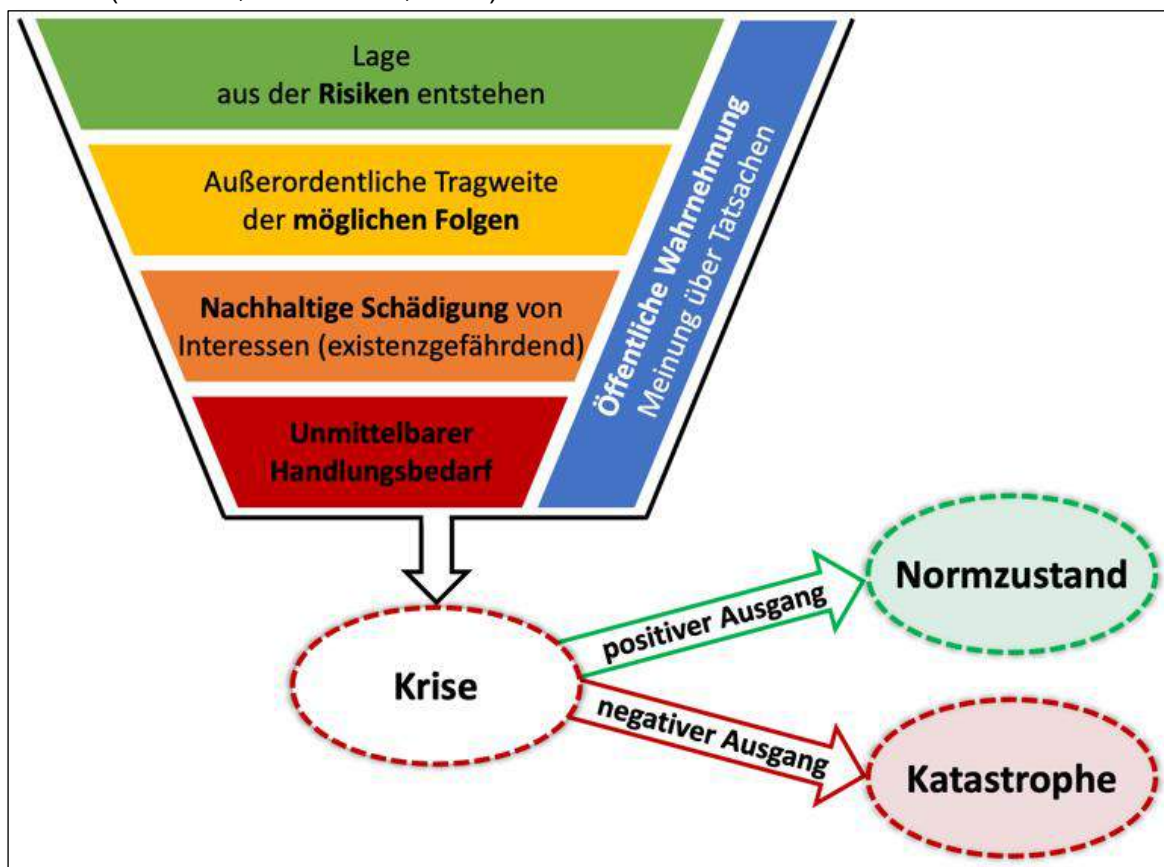 Lage
aus der Risiken entstehen
Außerordentliche Tragweite
der möglichen Folgen
Nachhaltige Schädigung von
Interessen (existenzgefährdend)
Unmittelbarer
Handlungsbedarf
Öffentliche Wahrnehmung
Meinung über Tatsachen
Krise
positiver Ausgang
negativer Ausgang
Normzustand
Katastrophe